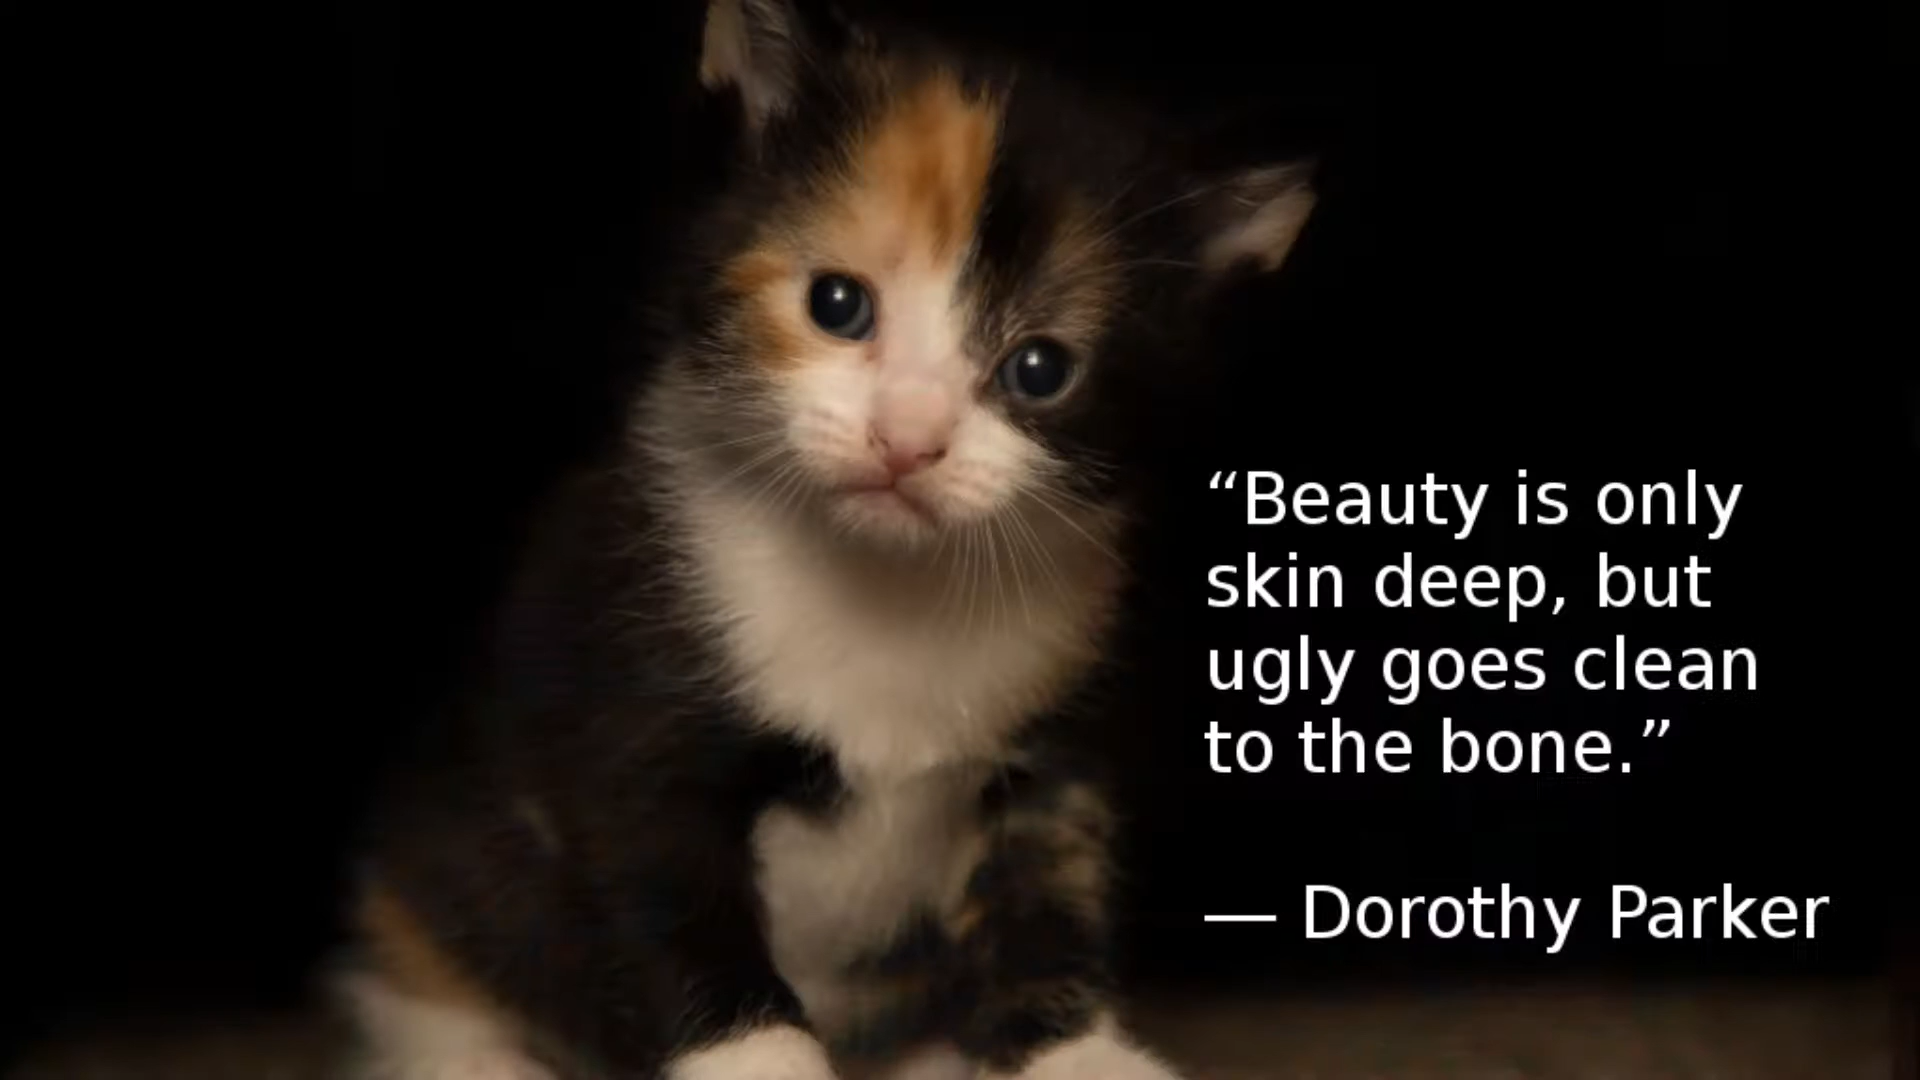 “Beauty is only
skin deep, but
ugly goes clean
to the bone.”
— Dorothy Parker